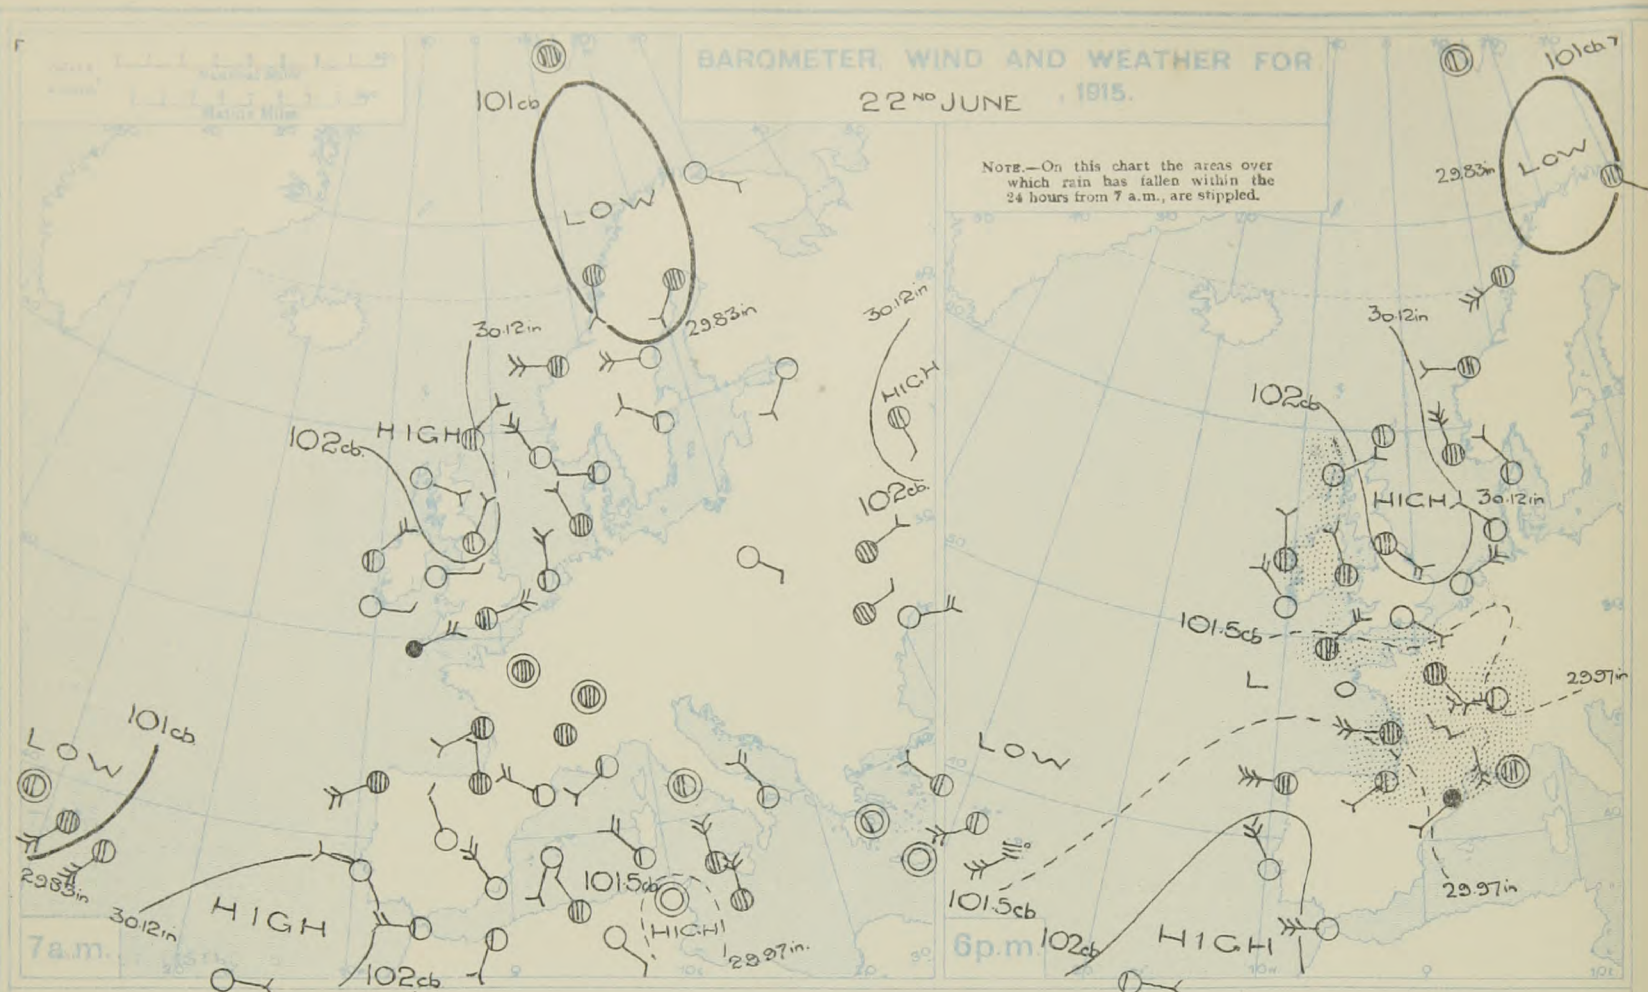 BAROMETER, WIND AND WEATHER FOR
22ND JUNE , 1915.
NOTE.—On this chart the areas over
which rain has fallen within the
24 hours from 7 a.m., are stippled.
Nautical Miles
101cb
LOW
29.83in
30.12in
102cb.
HIGH
30.12in
HIGH
102cb.
101cb
LOW
29.83in
30.12in
HIGH
102cb
101.5cb
HIGH
29.97in.
7a.m.
101cb
29.83in
LOW
30.12in
102cb
HIGH
30.12in
101.5cb
L
29.97in
LOW
101.5cb
29.97in
102cb
HIGH
6p.m.